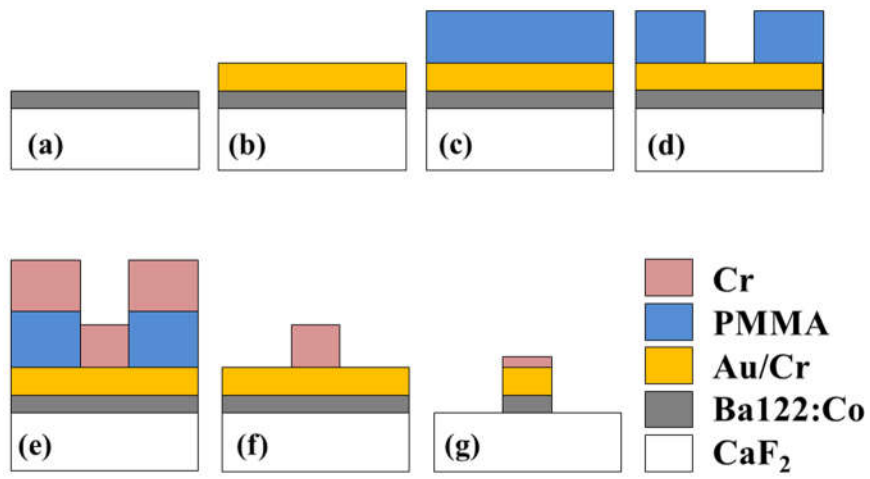 (a)
(b)
(c)
(d)
(e)
(f)
(g)
Cr
PMMA
Au/Cr
Ba122:Co
CaF₂